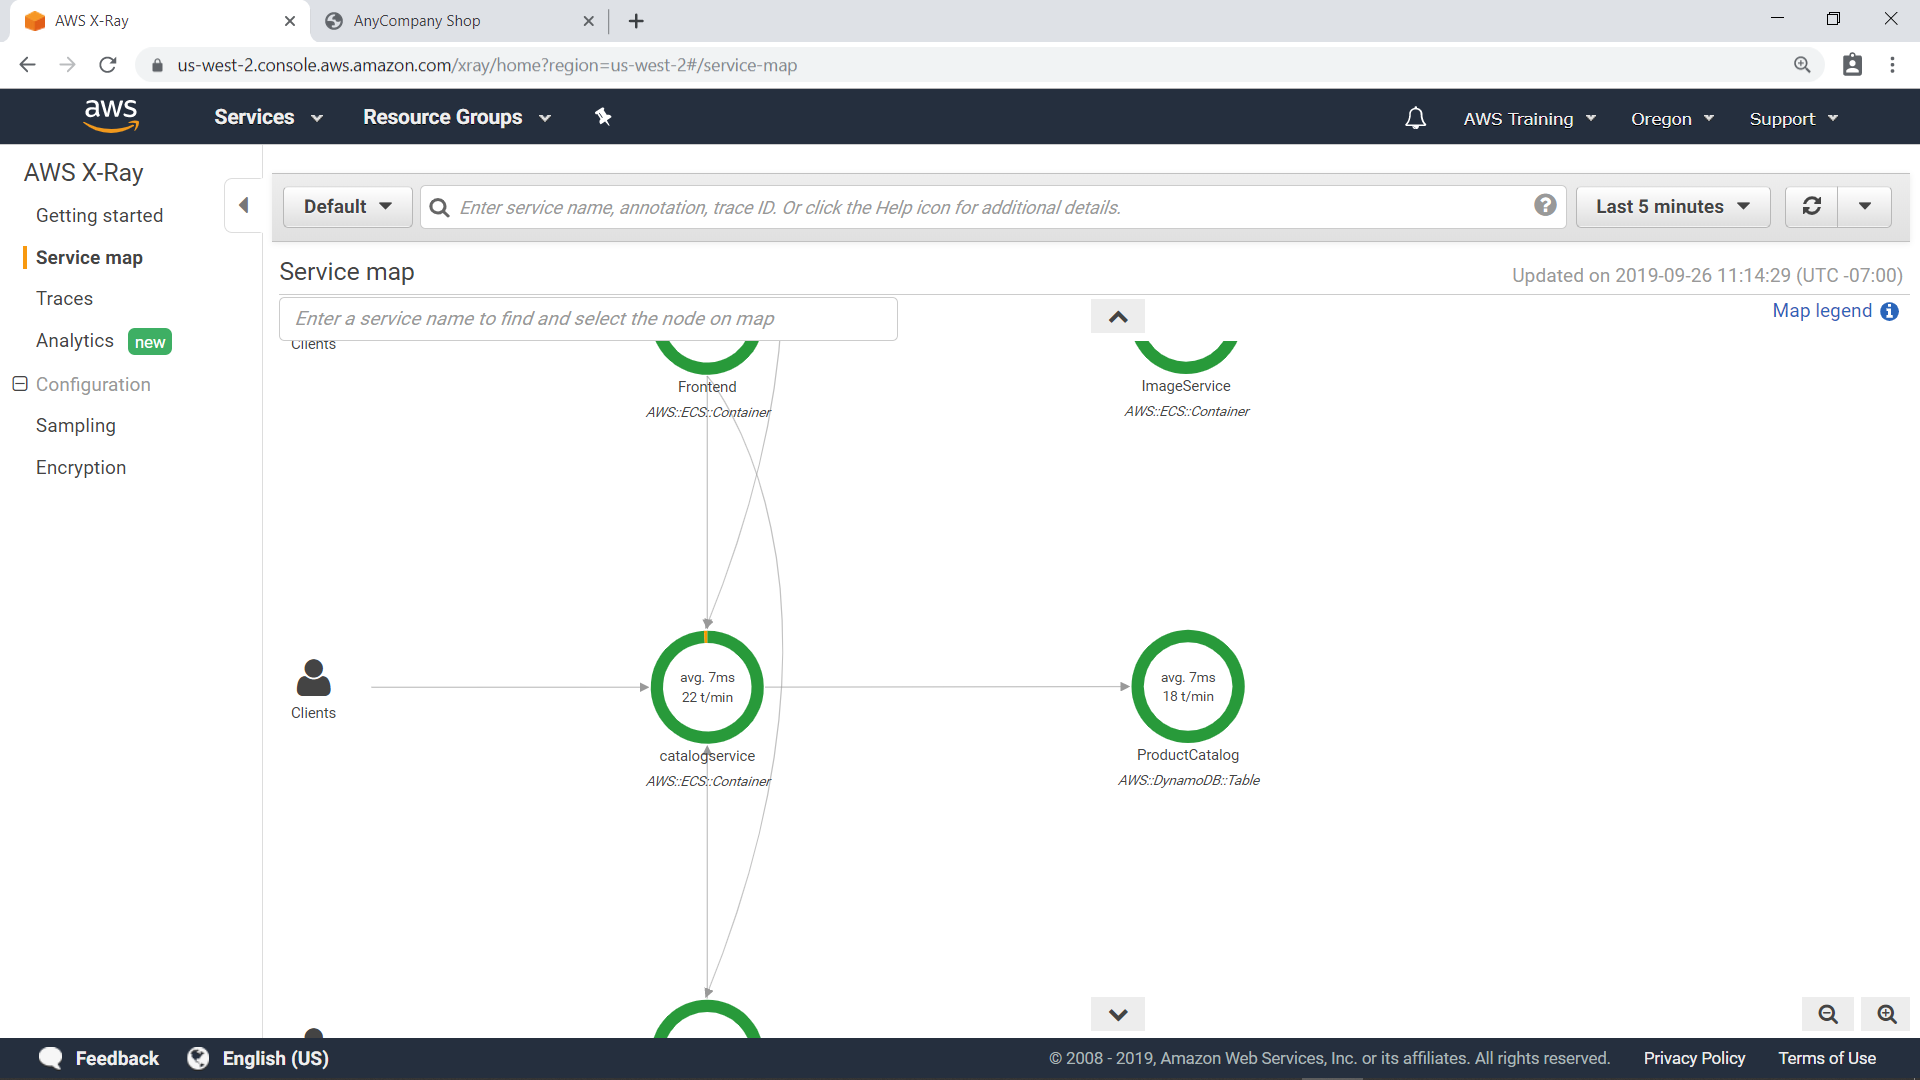 AWS X-Ray
AnyCompany Shop
us-west-2.console.aws.amazon.com/xray/home?region=us-west-2#/service-map
aws
Services
Resource Groups
AWS Training
Oregon
Support
AWS X-Ray
Getting started
Service map
Traces
Analytics new
Configuration
Sampling
Encryption
Default
Enter service name, annotation, trace ID. Or click the Help icon for additional details.
Last 5 minutes
Service map
Updated on 2019-09-26 11:14:29 (UTC -07:00)
Enter a service name to find and select the node on map
Map legend
Clients
Frontend
AWS::ECS::Container
ImageService
AWS::ECS::Container
Clients
avg. 7ms
22 t/min
catalogservice
AWS::ECS::Container
avg. 7ms
18 t/min
ProductCatalog
AWS::DynamoDB::Table
Feedback
English (US)
© 2008 - 2019, Amazon Web Services, Inc. or its affiliates. All rights reserved.
Privacy Policy
Terms of Use